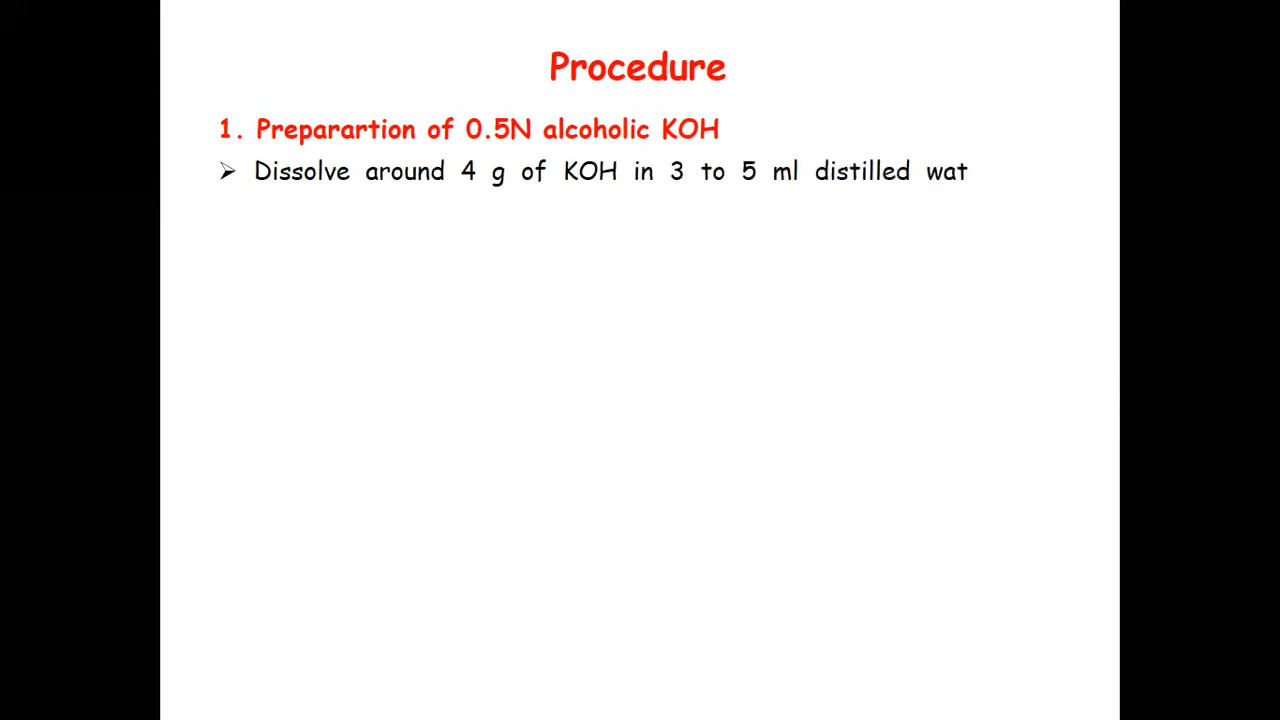 Procedure
1. Preparartion of 0.5N alcoholic KOH
➢ Dissolve around 4 g of KOH in 3 to 5 ml distilled wat